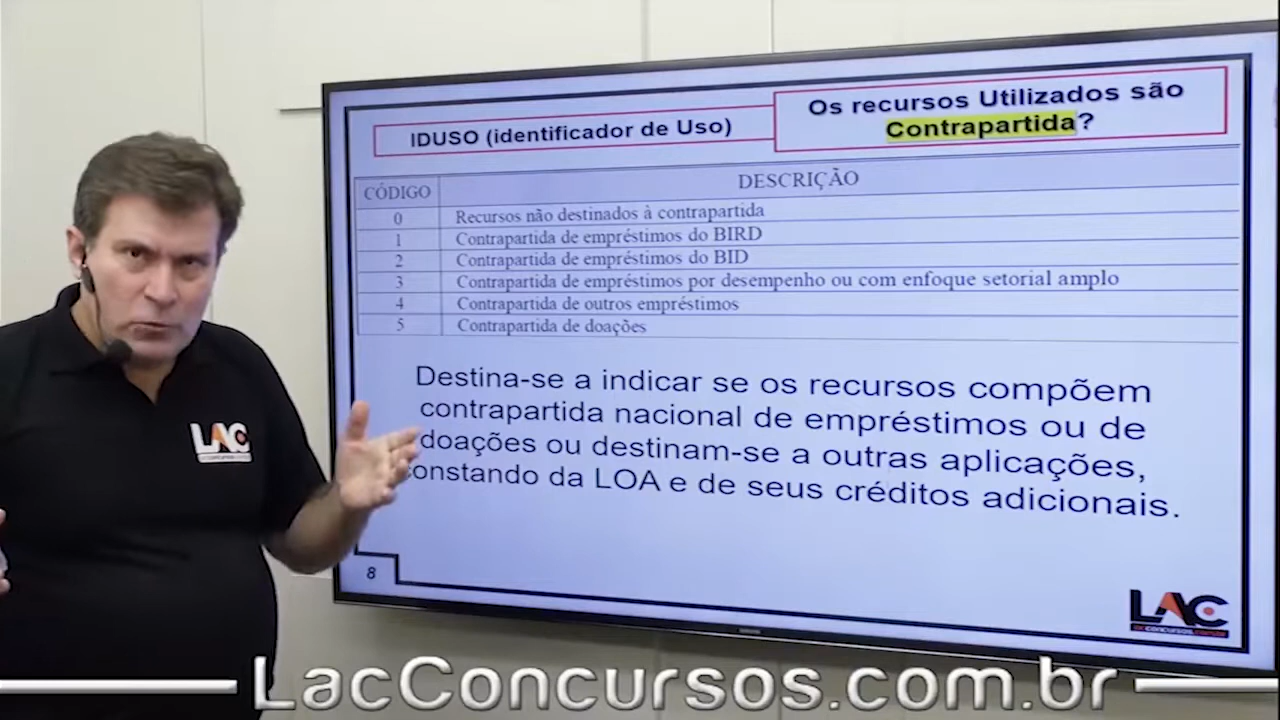 IDUSO (identificador de Uso)
Os recursos Utilizados são
Contrapartida?
CÓDIGO DESCRIÇÃO
0 Recursos não destinados à contrapartida
1 Contrapartida de empréstimos do BIRD
2 Contrapartida de empréstimos do BID
3 Contrapartida de empréstimos por desempenho ou com enfoque setorial amplo
4 Contrapartida de outros empréstimos
5 Contrapartida de doações
Destina-se a indicar se os recursos compõem
contrapartida nacional de empréstimos ou de
doações ou destinam-se a outras aplicações,
constando da LOA e de seus créditos adicionais.
8
LAC
LAC
LacConcursos.com.br